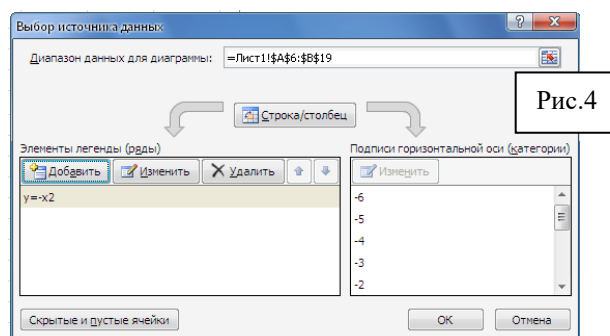 Выбор источника данных
Диапазон данных для диаграммы: =Лист1!$A$6:$B$19
Рис.4
Строка/столбец
Элементы легенды (ряды)
Добавить Изменить Удалить
y=-x2
Подписи горизонтальной оси (категории)
Изменить
-6
-5
-4
-3
-2
Скрытые и пустые ячейки
ОК Отмена